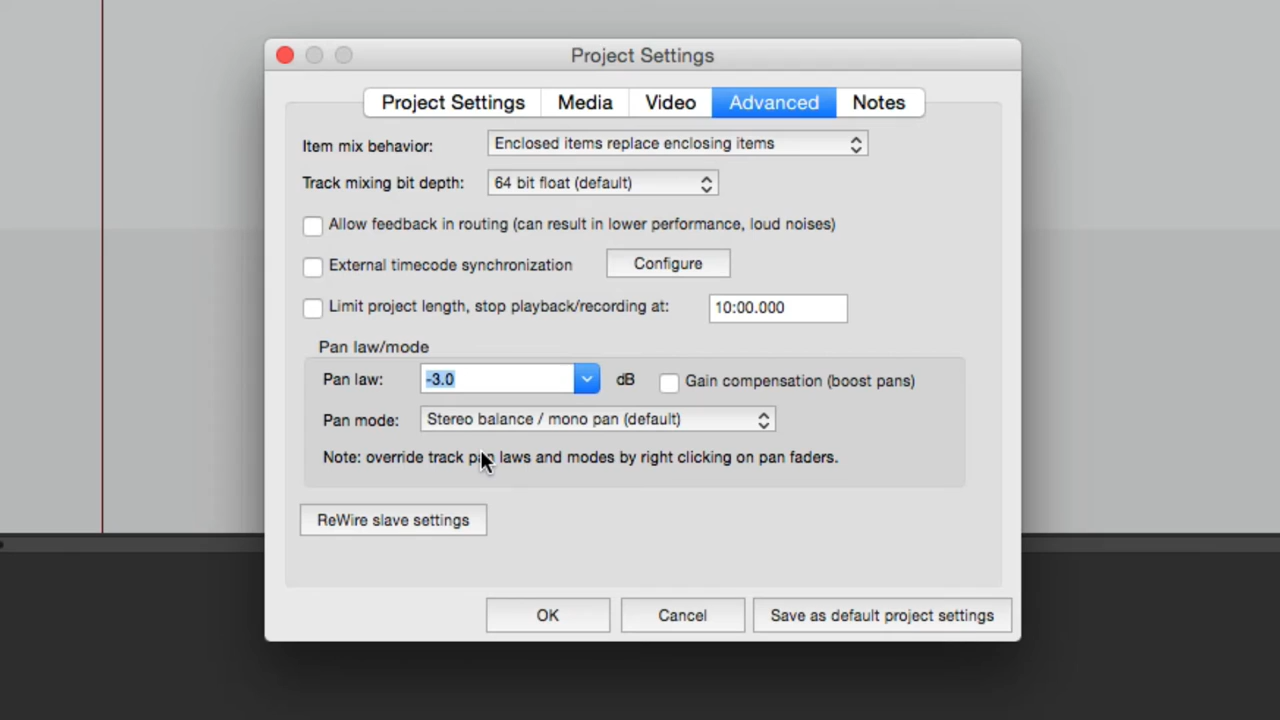 Project Settings
Project Settings Media Video Advanced Notes
Item mix behavior: Enclosed items replace enclosing items
Track mixing bit depth: 64 bit float (default)
Allow feedback in routing (can result in lower performance, loud noises)
External timecode synchronization Configure
Limit project length, stop playback/recording at: 10:00.000
Pan law/mode
Pan law: -3.0 dB Gain compensation (boost pans)
Pan mode: Stereo balance / mono pan (default)
Note: override track pan laws and modes by right clicking on pan faders.
ReWire slave settings
OK Cancel Save as default project settings